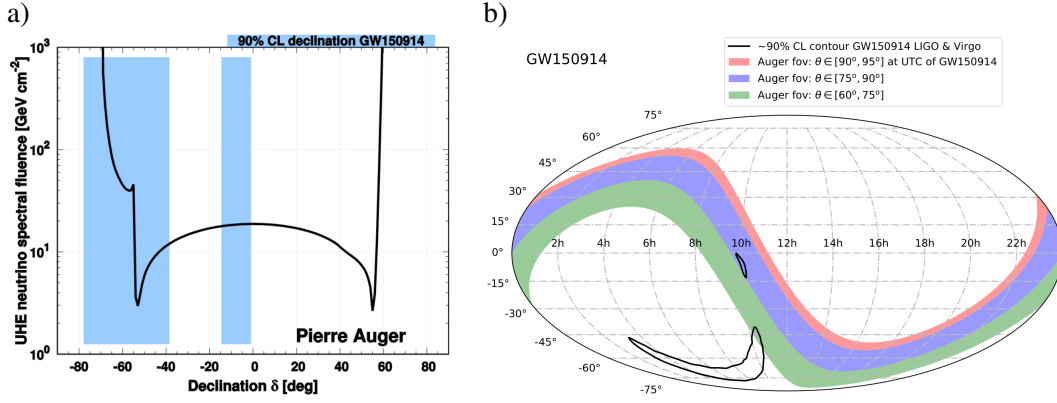 a)
90% CL declination GW150914
UHE neutrino spectral fluence [GeV cm⁻²]
10³
10²
10¹
10⁰
Pierre Auger
-80 -60 -40 -20 0 20 40 60 80
Declination δ [deg]
b)
GW150914
~90% CL contour GW150914 LIGO & Virgo
Auger fov: θ∈[90°, 95°] at UTC of GW150914
Auger fov: θ∈[75°, 90°]
Auger fov: θ∈[60°, 75°]
75°
60°
45°
30°
15°
0°
-15°
-30°
-45°
-60°
-75°
2h 4h 6h 8h 10h 12h 14h 16h 18h 20h 22h